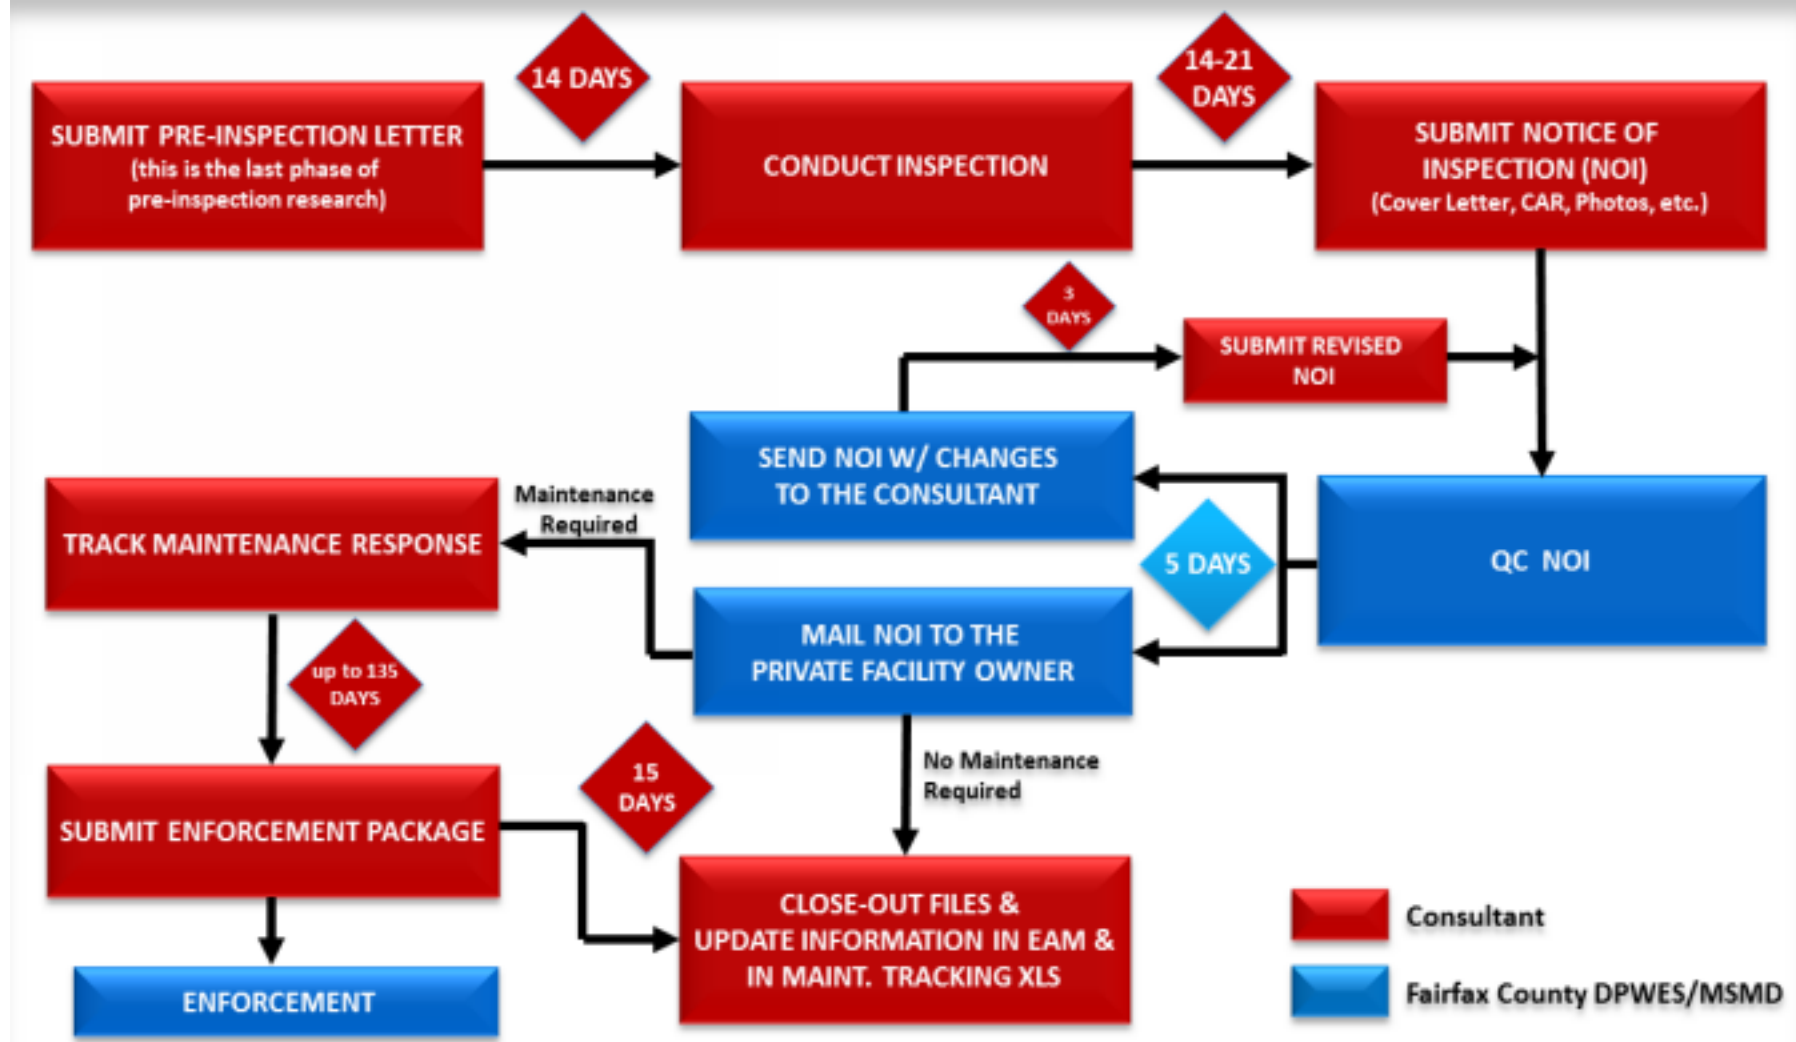 14 DAYS
14-21
DAYS
SUBMIT PRE-INSPECTION LETTER
(this is the last phase of
pre-inspection research)
CONDUCT INSPECTION
SUBMIT NOTICE OF
INSPECTION (NOI)
(Cover Letter, CAR, Photos, etc.)
3
DAYS
SUBMIT REVISED
NOI
SEND NOI W/ CHANGES
TO THE CONSULTANT
Maintenance
Required
TRACK MAINTENANCE RESPONSE
5 DAYS
QC NOI
MAIL NOI TO THE
PRIVATE FACILITY OWNER
up to 135
DAYS
No Maintenance
Required
15
DAYS
SUBMIT ENFORCEMENT PACKAGE
CLOSE-OUT FILES &
UPDATE INFORMATION IN EAM &
IN MAINT. TRACKING XLS
ENFORCEMENT
Consultant
Fairfax County DPWES/MSMD